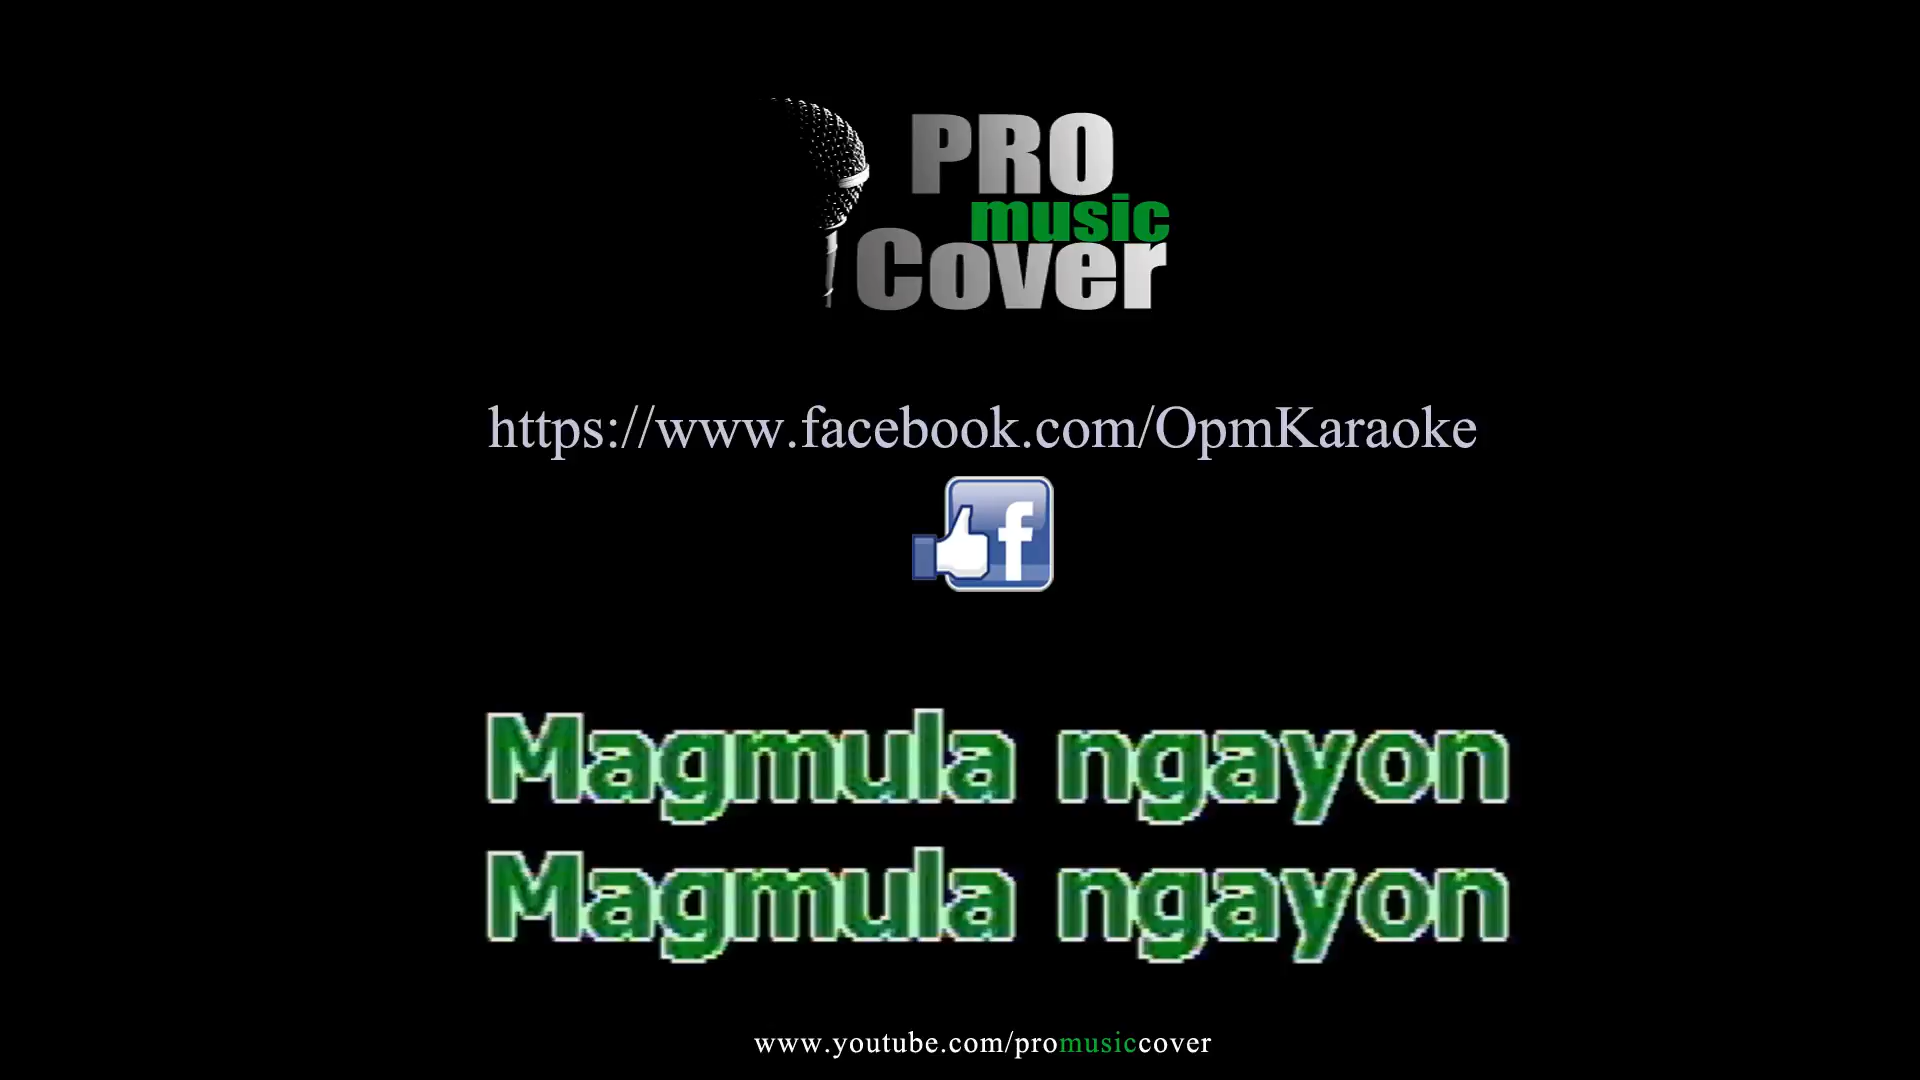 PRO
music
Cover
https://www.facebook.com/OpmKaraoke
f
Magmula ngayon
Magmula ngayon
www.youtube.com/promusiccover